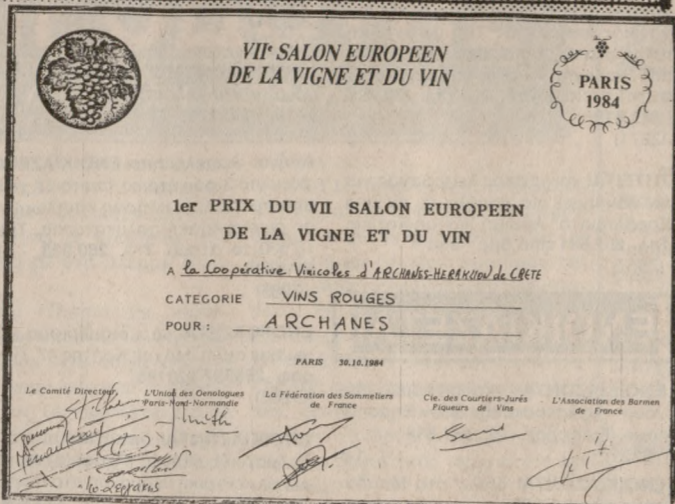 VIIe SALON EUROPEEN
DE LA VIGNE ET DU VIN
PARIS
1984
1er PRIX DU VII SALON EUROPEEN
DE LA VIGNE ET DU VIN
A la Coopérative Vinicoles d'ARCHANES-HERAKLION de CRETE
CATEGORIE VINS ROUGES
POUR : ARCHANES
PARIS 30.10.1984
Le Comité Directeur
L'Union des Oenologues
Paris-Nord-Normandie
La Fédération des Sommeliers
de France
Cie. des Courtiers-Jurés
Piqueurs de Vins
L'Association des Barmen
de France